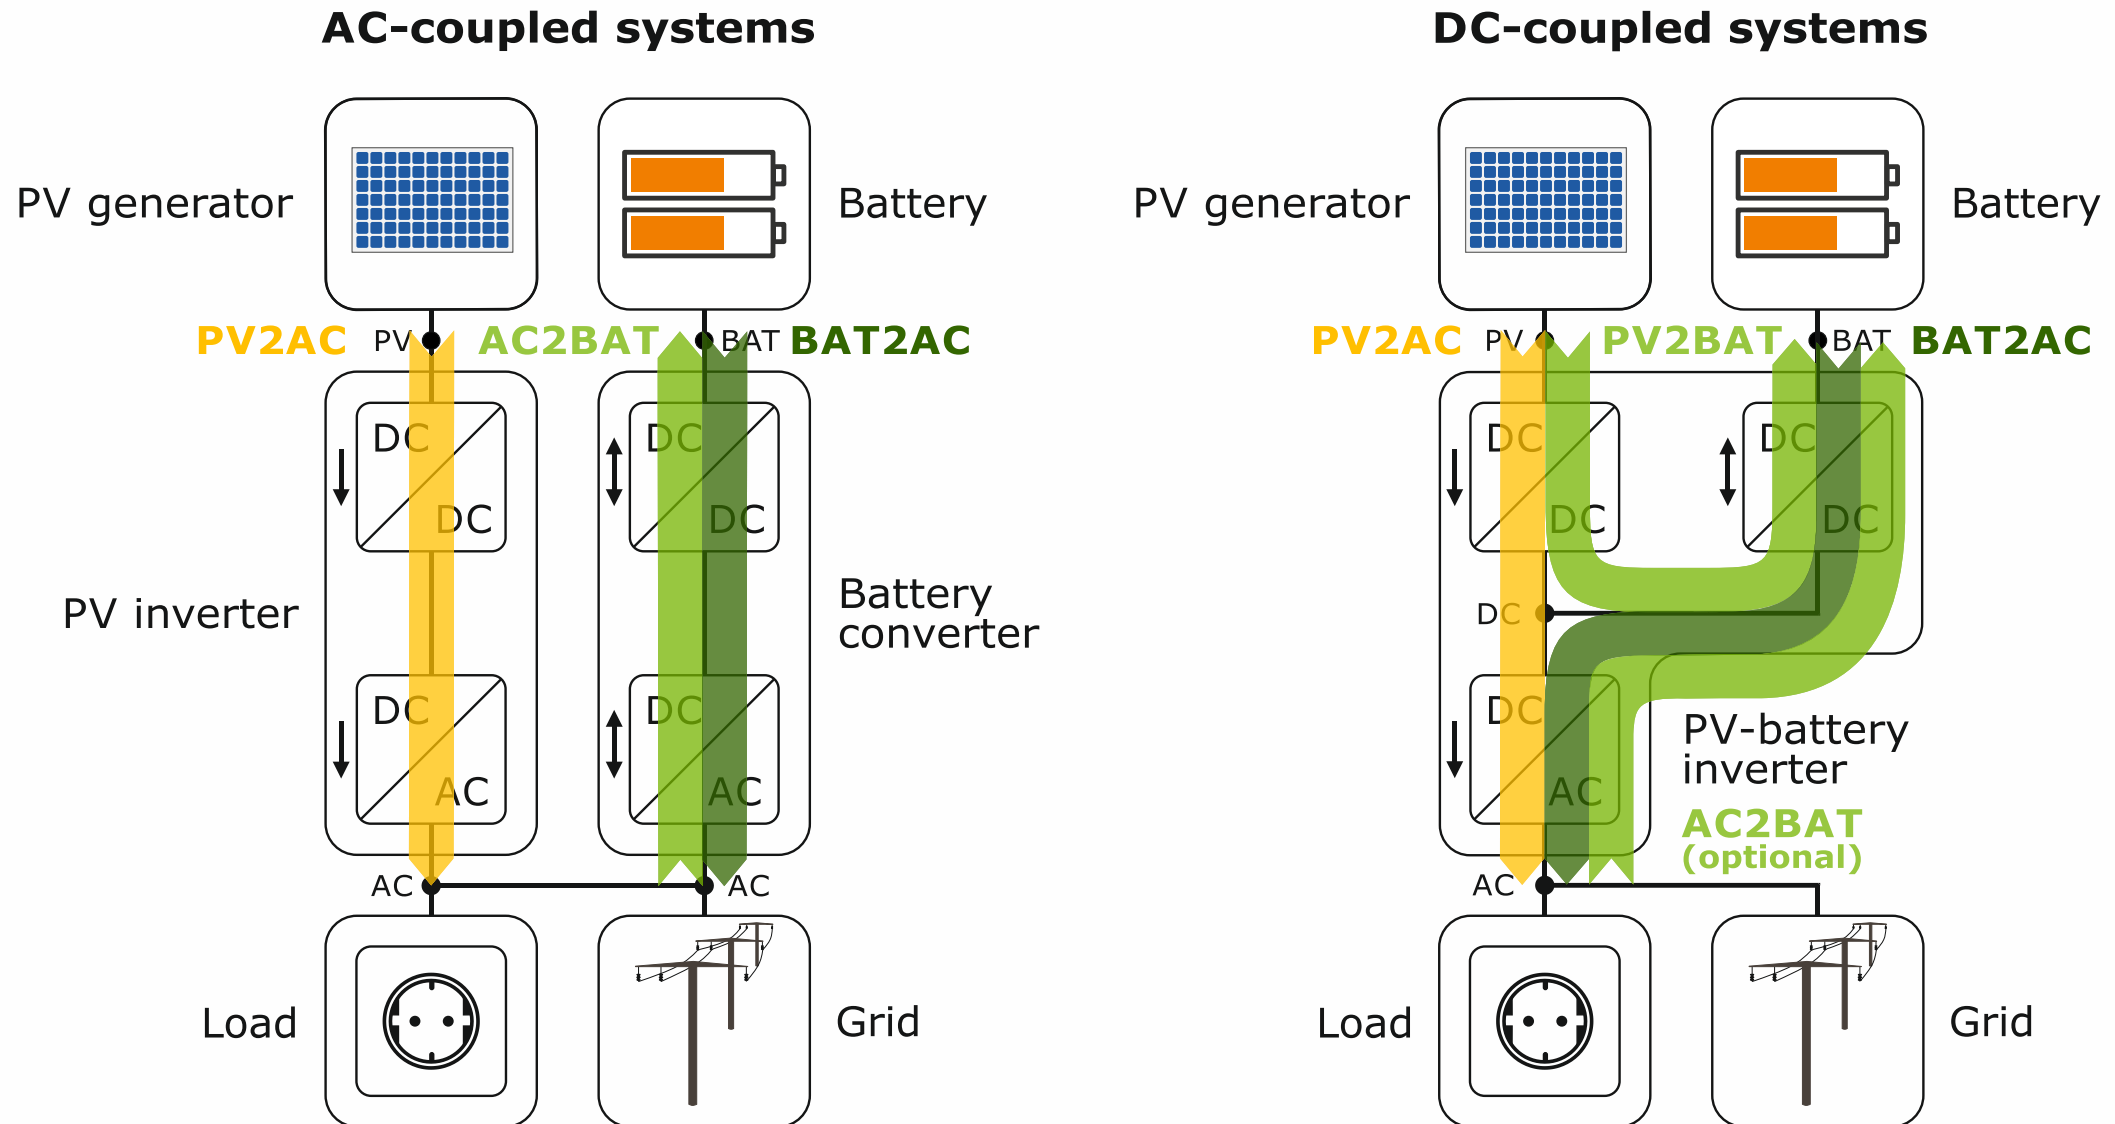 AC-coupled systems
PV generator
Battery
PV2AC
PV
AC2BAT
BAT
BAT2AC
DC
DC
DC
DC
PV inverter
Battery
converter
DC
AC
DC
AC
AC
AC
Load
Grid
DC-coupled systems
PV generator
Battery
PV2AC
PV
PV2BAT
BAT
BAT2AC
DC
DC
DC
DC
DC
DC
AC
PV-battery
inverter
AC2BAT
(optional)
AC
Load
Grid